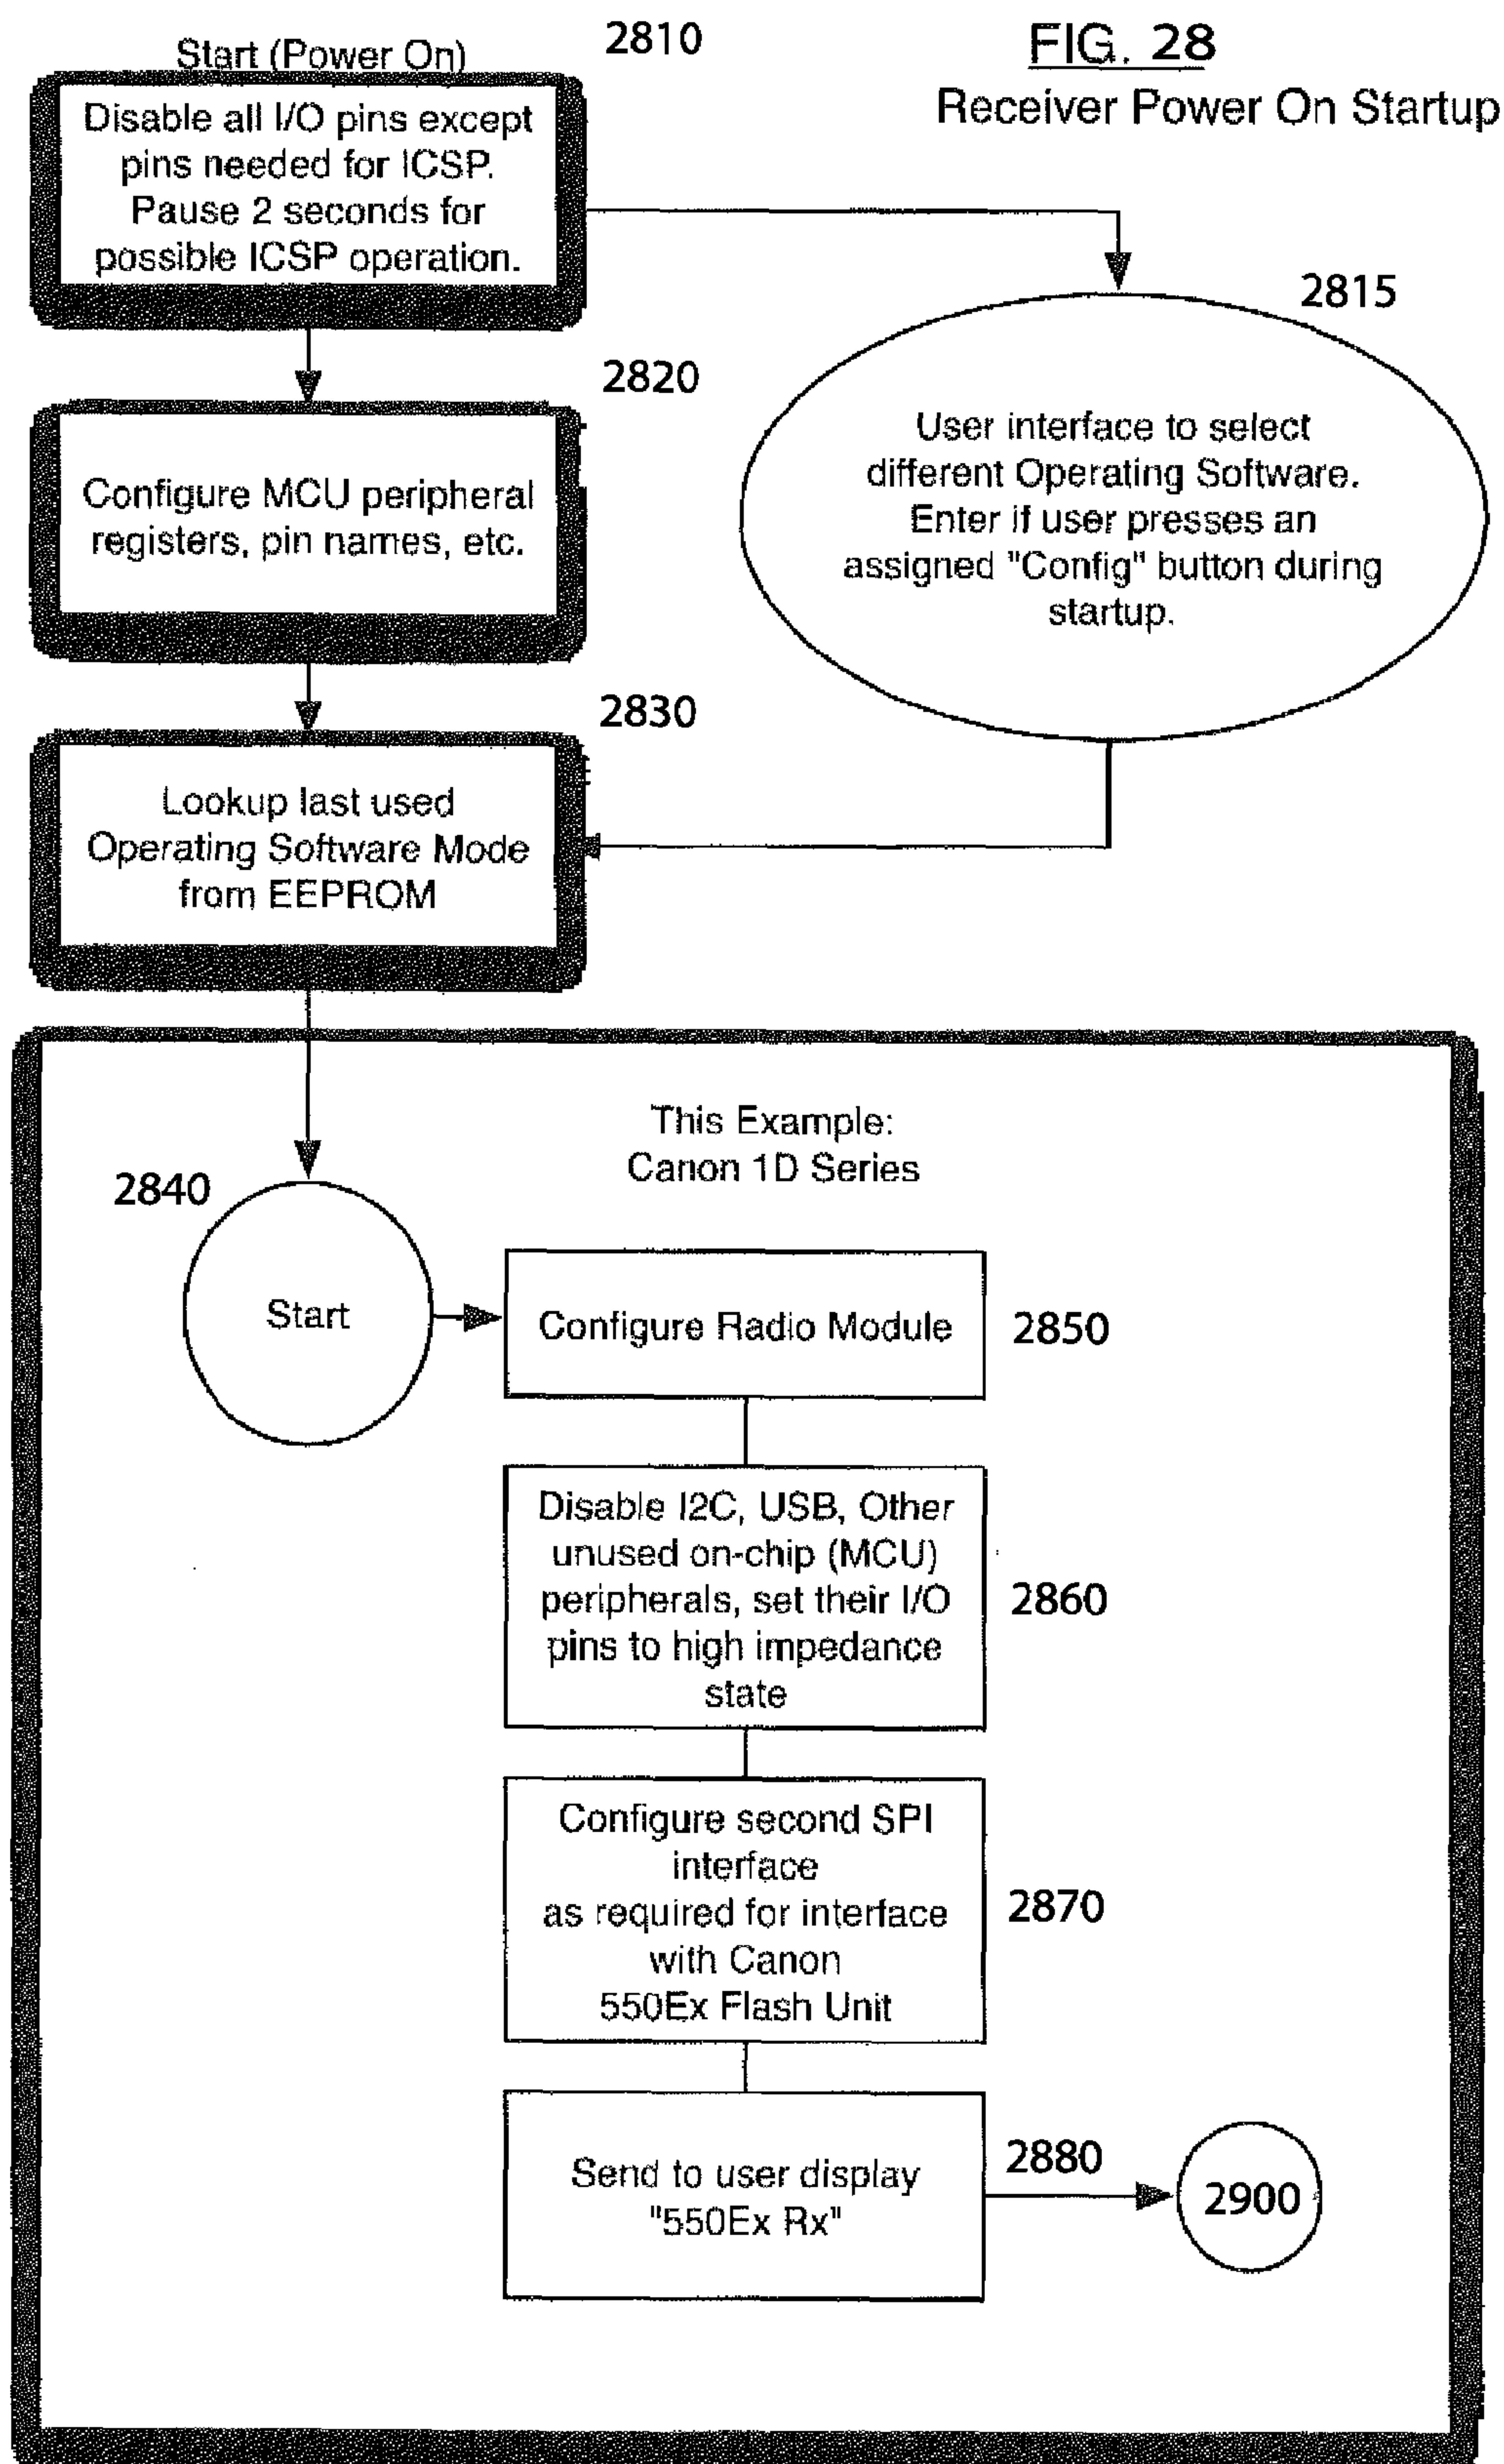 FIG. 28
Receiver Power On Startup
Start (Power On)
2810
Disable all I/O pins except
pins needed for ICSP.
Pause 2 seconds for
possible ICSP operation.
2815
User interface to select
different Operating Software.
Enter if user presses an
assigned "Config" button during
startup.
2820
Configure MCU peripheral
registers, pin names, etc.
2830
Lookup last used
Operating Software Mode
from EEPROM
This Example:
Canon 1D Series
2840
Start
Configure Radio Module
2850
Disable I2C, USB, Other
unused on-chip (MCU)
peripherals, set their I/O
pins to high impedance
state
2860
Configure second SPI
interface
as required for interface
with Canon
550Ex Flash Unit
2870
Send to user display
"550Ex Rx"
2880
2900